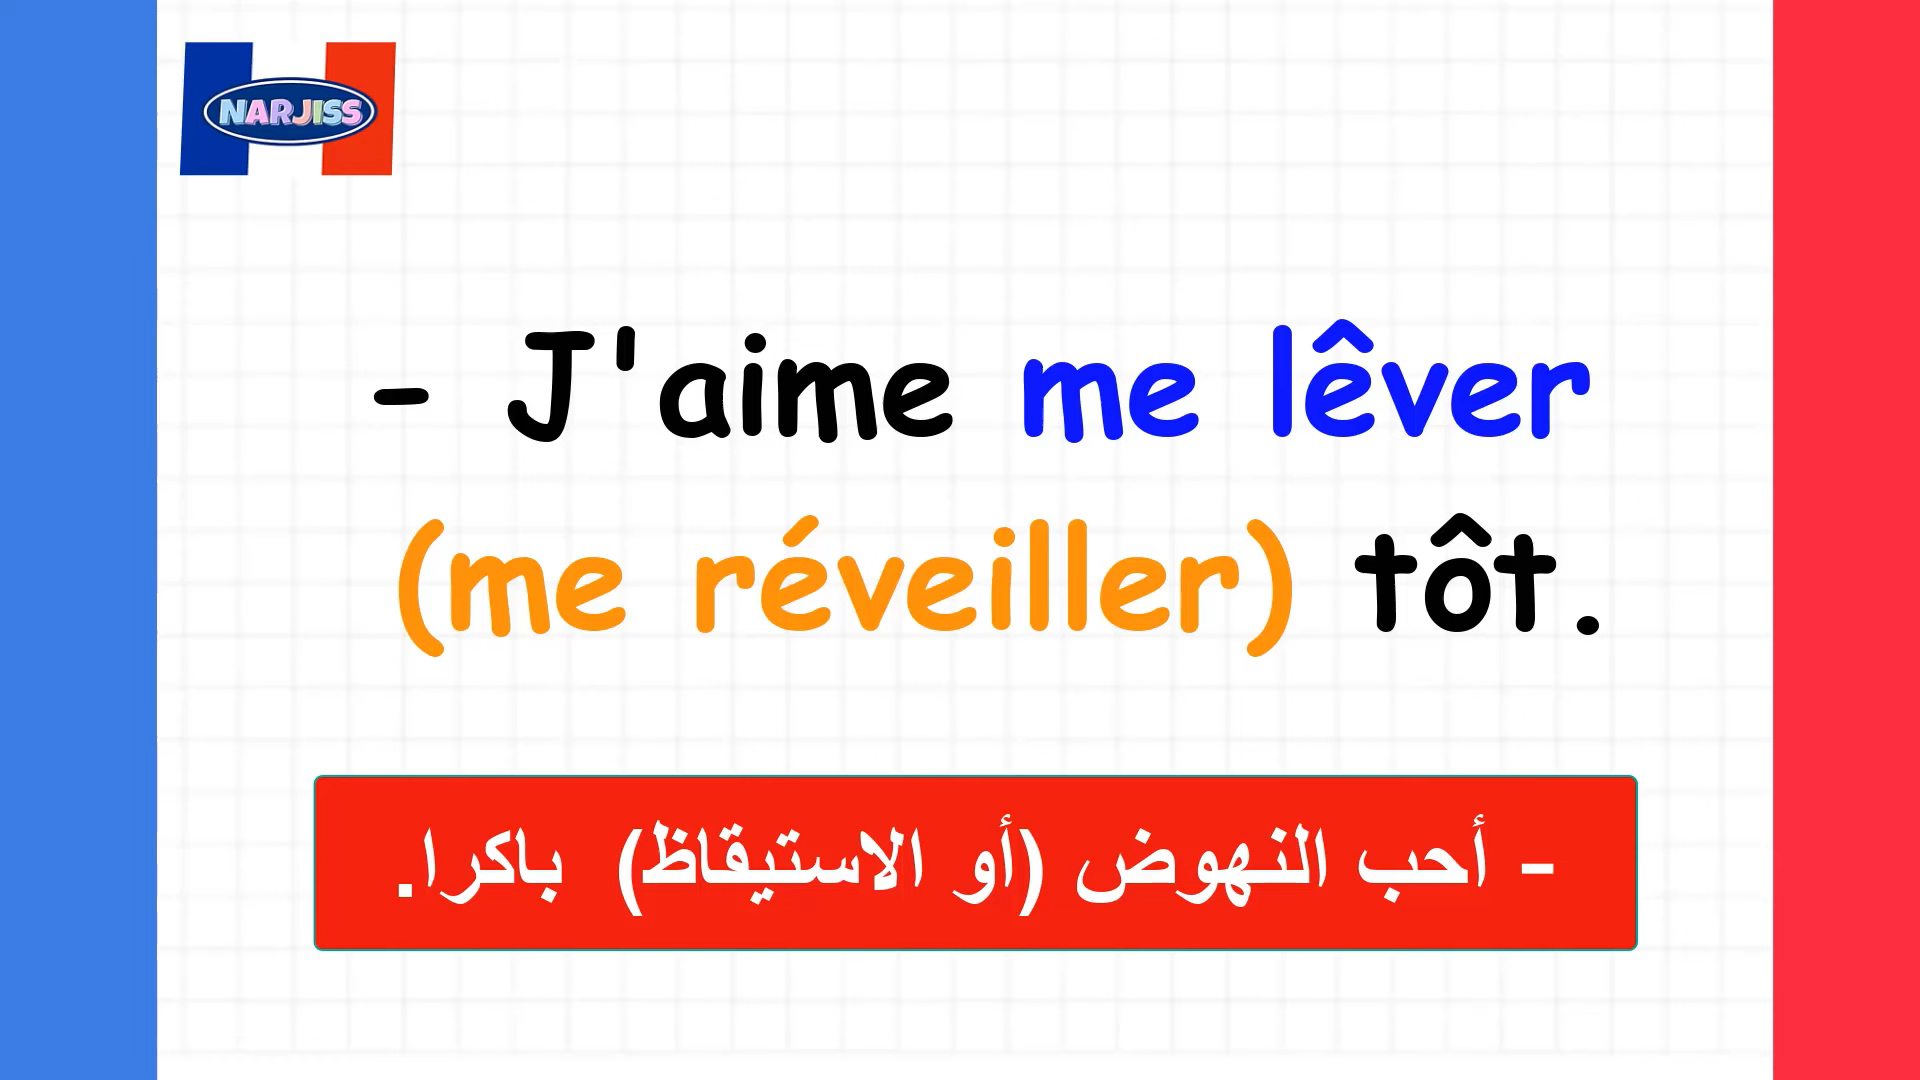 NARJISS
- J'aime me lêver
(me réveiller) tôt.
- أحب النهوض (أو الاستيقاظ) باكرا.